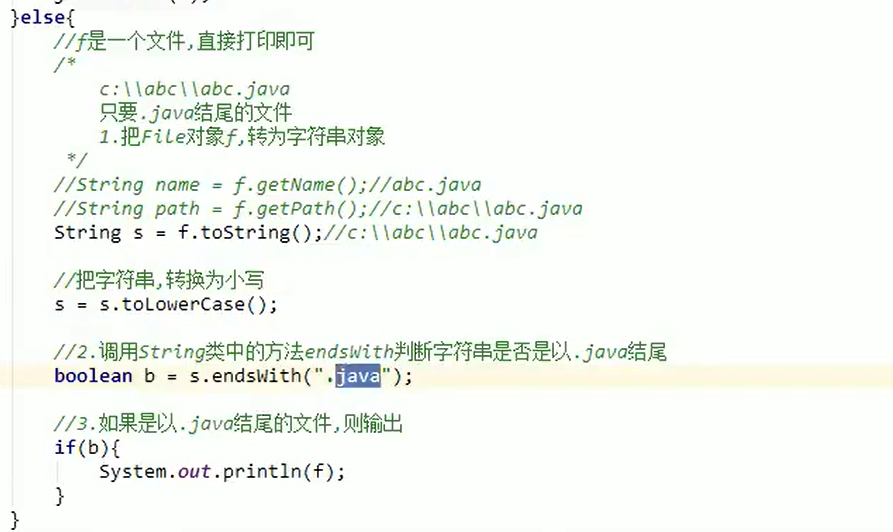 }else{
//f是一个文件,直接打印即可
/*
c:\\abc\\abc.java
只要.java结尾的文件
1.把File对象f,转为字符串对象
*/
//String name = f.getName();//abc.java
//String path = f.getPath();//c:\\abc\\abc.java
String s = f.toString();//c:\\abc\\abc.java
//把字符串,转换为小写
s = s.toLowerCase();
//2.调用String类中的方法endsWith判断字符串是否是以.java结尾
boolean b = s.endsWith(".java");
//3.如果是以.java结尾的文件,则输出
if(b){
System.out.println(f);
}
}